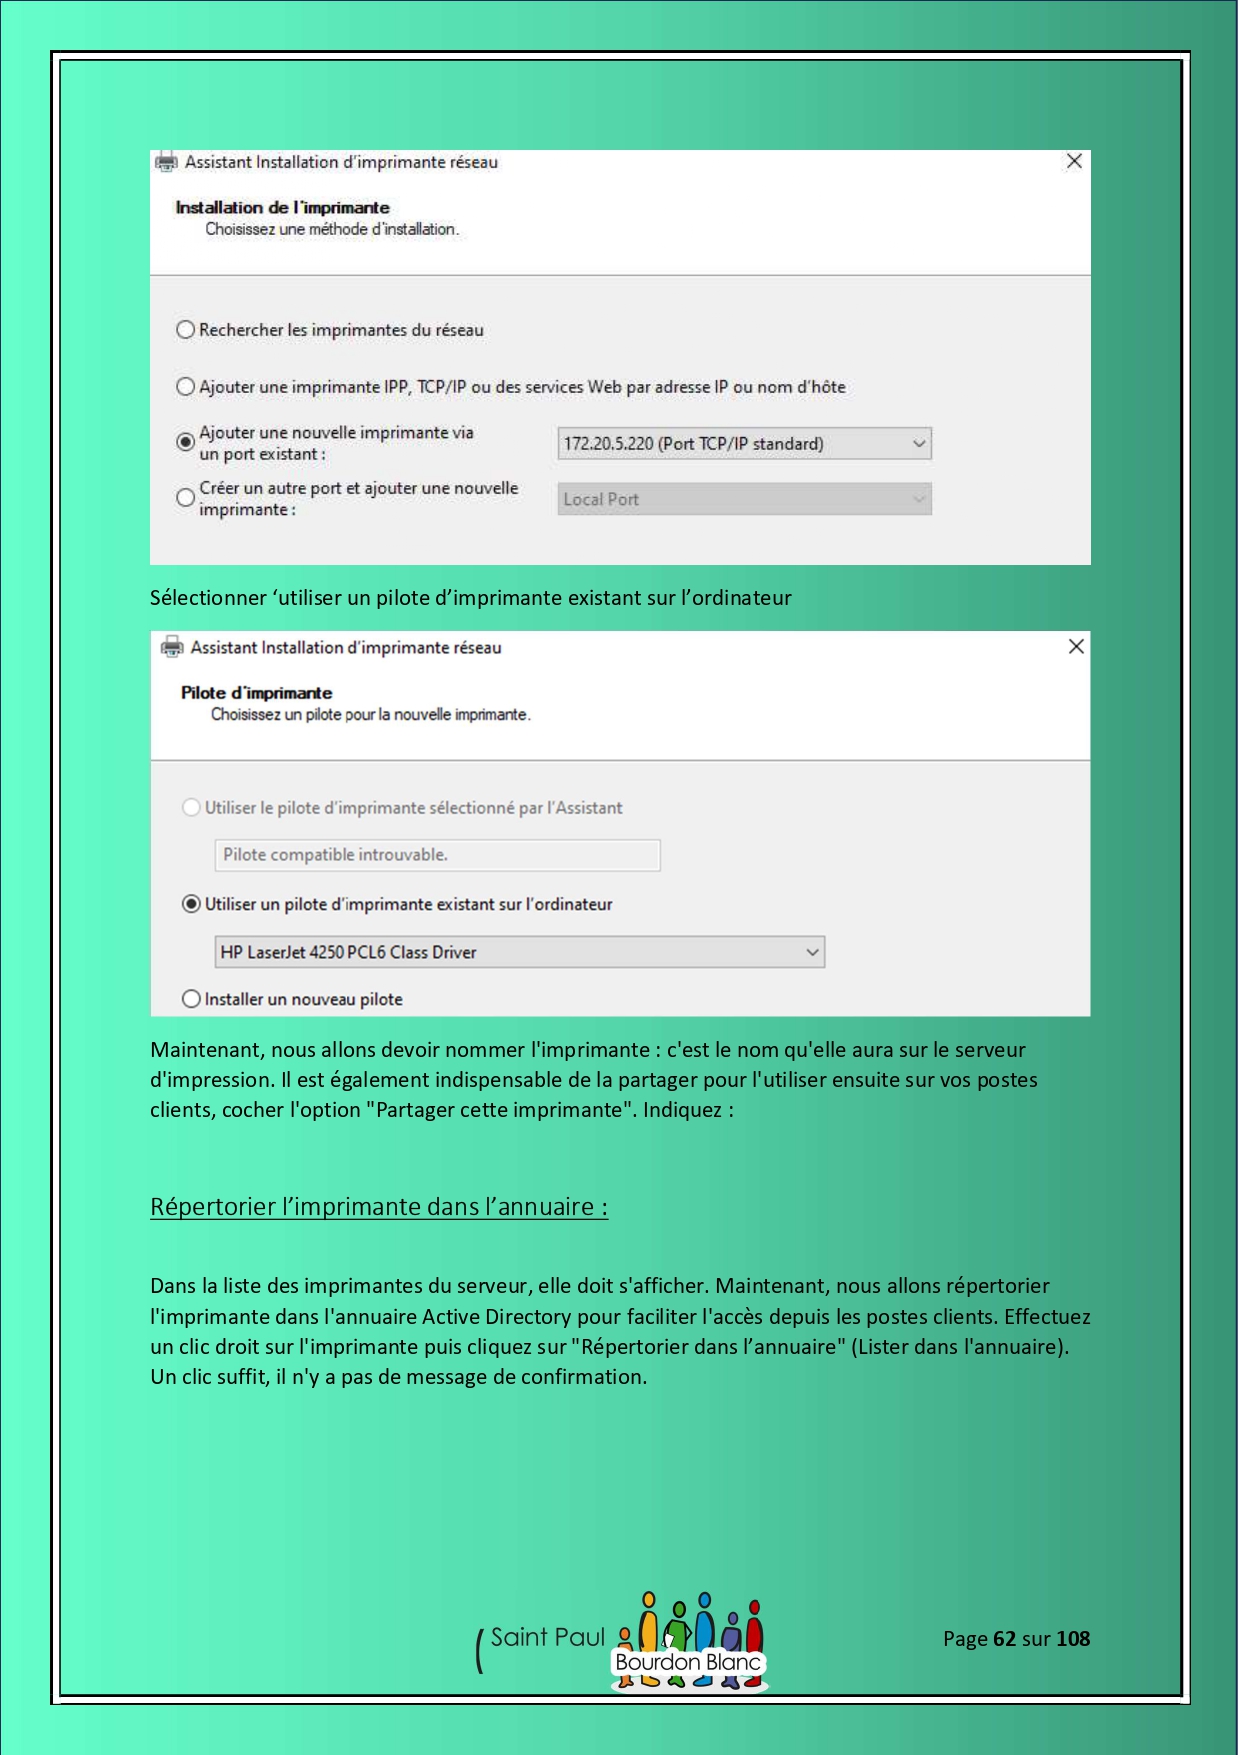 Assistant Installation d'imprimante réseau
Installation de l'imprimante
Choisissez une méthode d'installation.
Rechercher les imprimantes du réseau
Ajouter une imprimante IPP, TCP/IP ou des services Web par adresse IP ou nom d'hôte
Ajouter une nouvelle imprimante via
un port existant :
172.20.5.220 (Port TCP/IP standard)
Créer un autre port et ajouter une nouvelle
imprimante :
Local Port
Sélectionner ‘utiliser un pilote d’imprimante existant sur l’ordinateur
Assistant Installation d'imprimante réseau
Pilote d'imprimante
Choisissez un pilote pour la nouvelle imprimante.
Utiliser le pilote d'imprimante sélectionné par l'Assistant
Pilote compatible introuvable.
Utiliser un pilote d'imprimante existant sur l'ordinateur
HP LaserJet 4250 PCL6 Class Driver
Installer un nouveau pilote
Maintenant, nous allons devoir nommer l'imprimante : c'est le nom qu'elle aura sur le serveur
d'impression. Il est également indispensable de la partager pour l'utiliser ensuite sur vos postes
clients, cocher l'option "Partager cette imprimante". Indiquez :
Répertorier l’imprimante dans l’annuaire :
Dans la liste des imprimantes du serveur, elle doit s'afficher. Maintenant, nous allons répertorier
l'imprimante dans l'annuaire Active Directory pour faciliter l'accès depuis les postes clients. Effectuez
un clic droit sur l'imprimante puis cliquez sur "Répertorier dans l’annuaire" (Lister dans l'annuaire).
Un clic suffit, il n'y a pas de message de confirmation.
Saint Paul
Bourdon Blanc
Page 62 sur 108